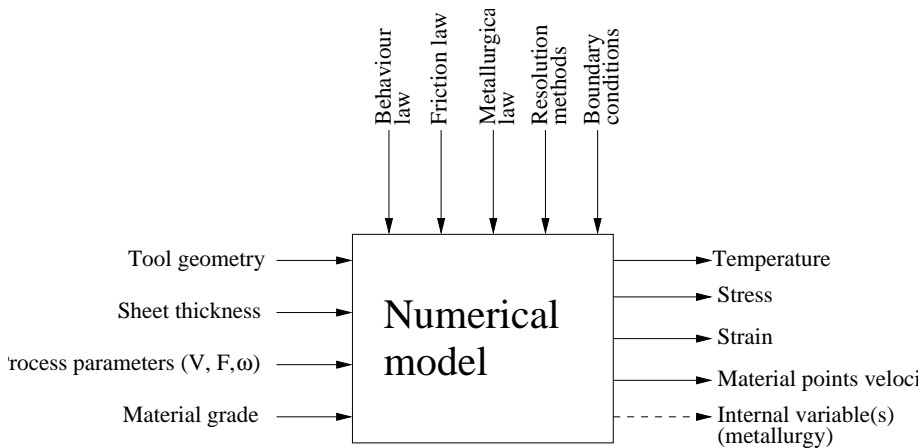 Behaviour
law
Friction law
Metallurgica
law
Resolution
methods
Boundary
conditions
Tool geometry
Sheet thickness
rocess parameters (V, F,ω)
Material grade
Numerical
model
Temperature
Stress
Strain
Material points veloci
Internal variable(s)
(metallurgy)